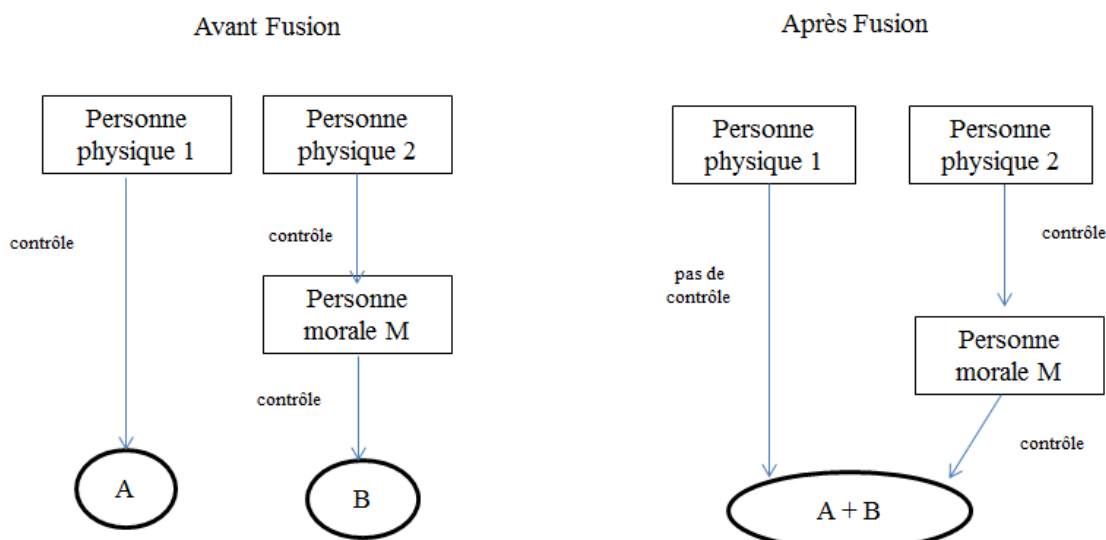 Avant Fusion
Personne
physique 1
Personne
physique 2
contrôle
contrôle
Personne
morale M
contrôle
A
B
Après Fusion
Personne
physique 1
Personne
physique 2
contrôle
pas de
contrôle
Personne
morale M
contrôle
A + B